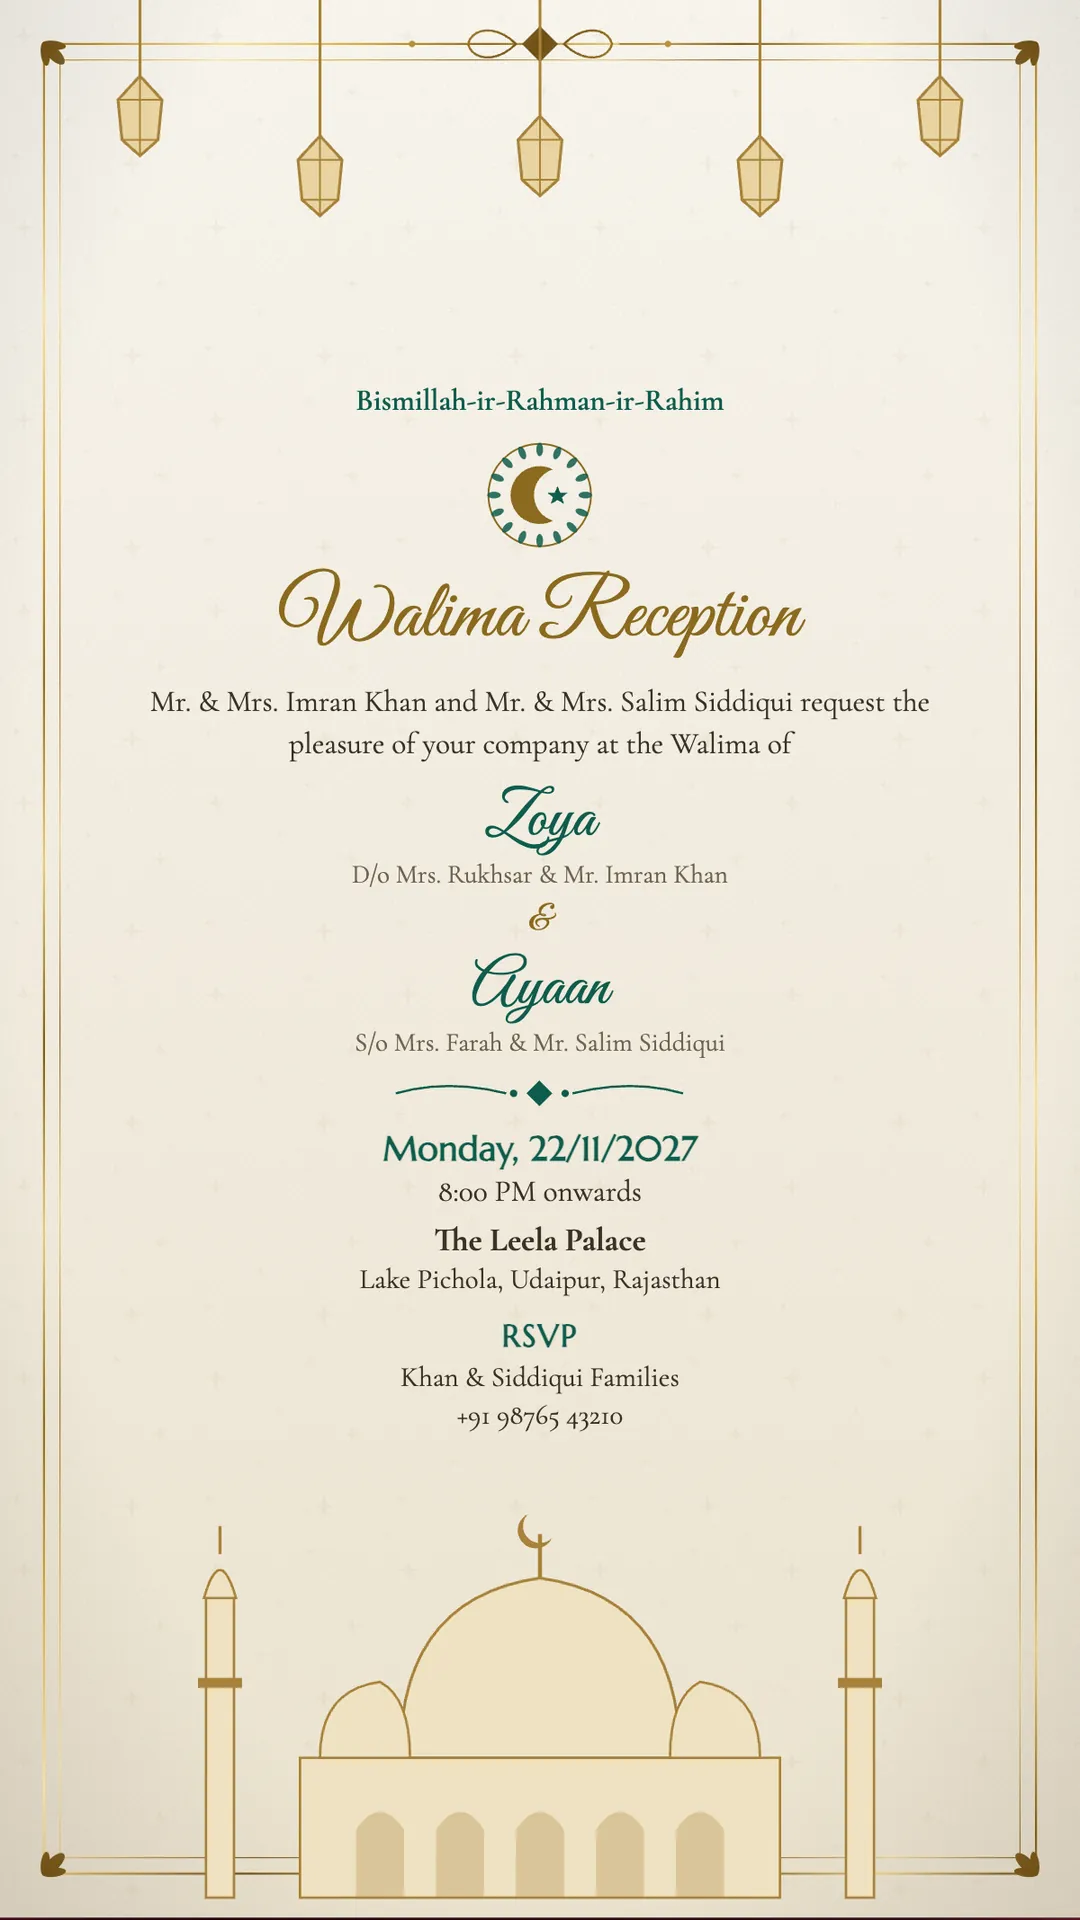 Bismillah-ir-Rahman-ir-Rahim
Walima Reception
Mr. & Mrs. Imran Khan and Mr. & Mrs. Salim Siddiqui request the
pleasure of your company at the Walima of
Zoya
D/o Mrs. Rukhsar & Mr. Imran Khan
&
Ayaan
S/o Mrs. Farah & Mr. Salim Siddiqui
Monday, 22/11/2027
8:00 PM onwards
The Leela Palace
Lake Pichola, Udaipur, Rajasthan
RSVP
Khan & Siddiqui Families
+91 98765 43210